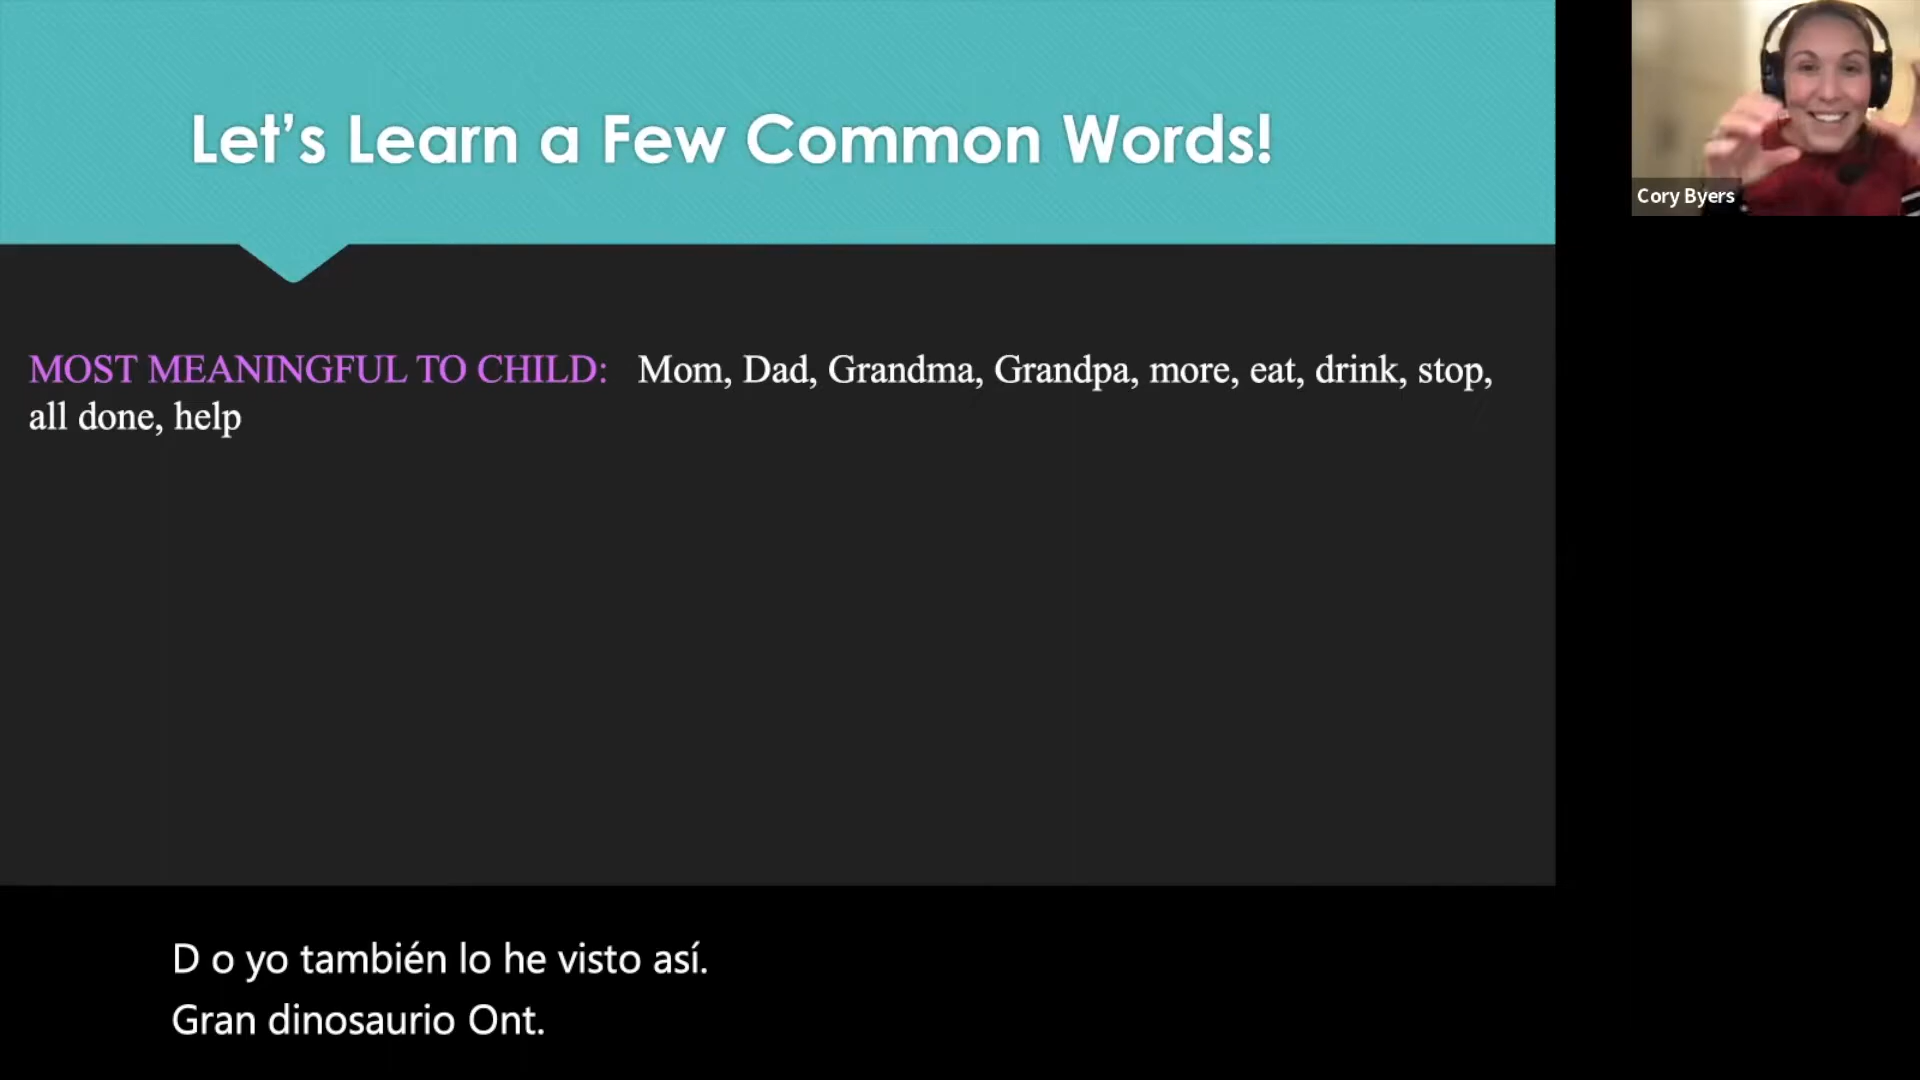 Let’s Learn a Few Common Words!
Cory Byers
MOST MEANINGFUL TO CHILD: Mom, Dad, Grandma, Grandpa, more, eat, drink, stop,
all done, help
D o yo también lo he visto así.
Gran dinosaurio Ont.